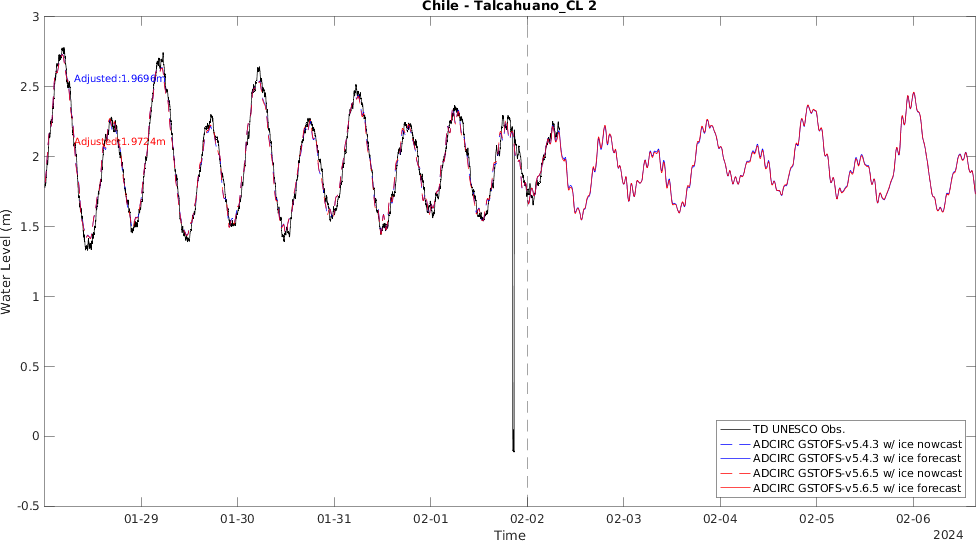 Chile - Talcahuano_CL 2
3
2.5
2
1.5
1
0.5
0
-0.5
Water Level (m)
Adjusted:1.9696m
Adjusted:1.9724m
TD UNESCO Obs.
ADCIRC GSTOFS-v5.4.3 w/ ice nowcast
ADCIRC GSTOFS-v5.4.3 w/ ice forecast
ADCIRC GSTOFS-v5.6.5 w/ ice nowcast
ADCIRC GSTOFS-v5.6.5 w/ ice forecast
01-29 01-30 01-31 02-01 02-02 02-03 02-04 02-05 02-06
Time
2024